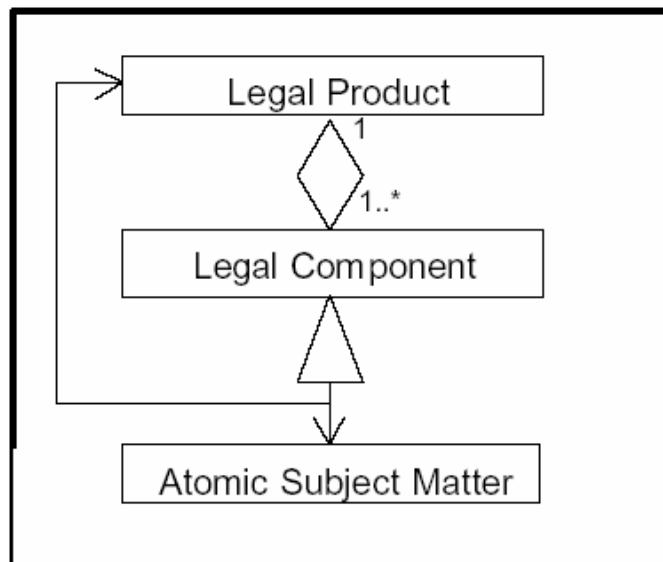 Legal Product
1
1..*
Legal Component
Atomic Subject Matter